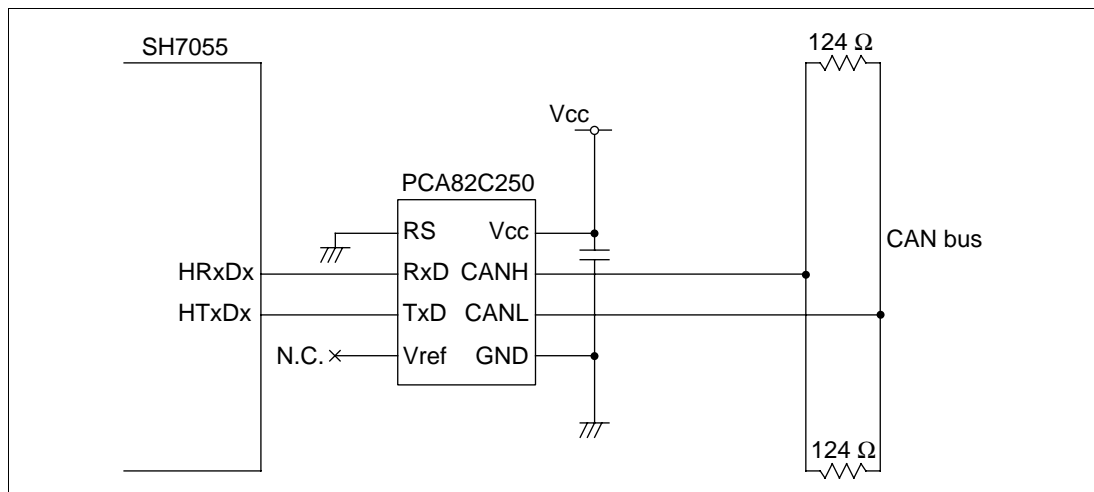 SH7055
124 Ω
Vcc
PCA82C250
RS
Vcc
CAN bus
HRxDx
RxD
CANH
HTxDx
TxD
CANL
N.C.
Vref
GND
124 Ω